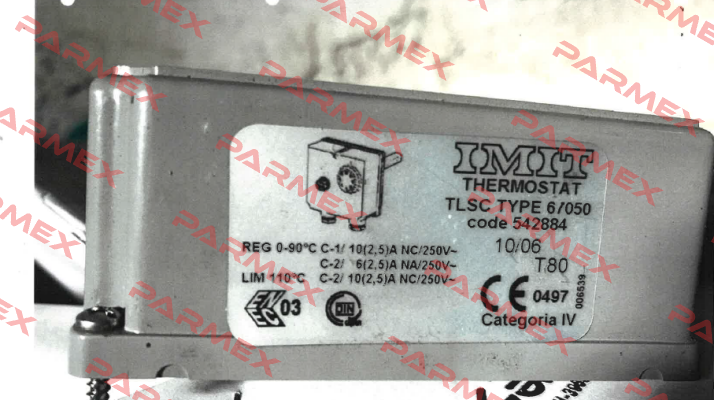 IMIT
THERMOSTAT
TLSC TYPE 6/050
code 542884
10/06
T80
REG 0-90°C C-1/ 10(2,5)A NC/250V~
C-2/ 6(2,5)A NA/250V~
LIM 110°C C-2/ 10(2,5)A NC/250V~
03
DIN
CE 0497
006539
Categoria IV
PARMEX